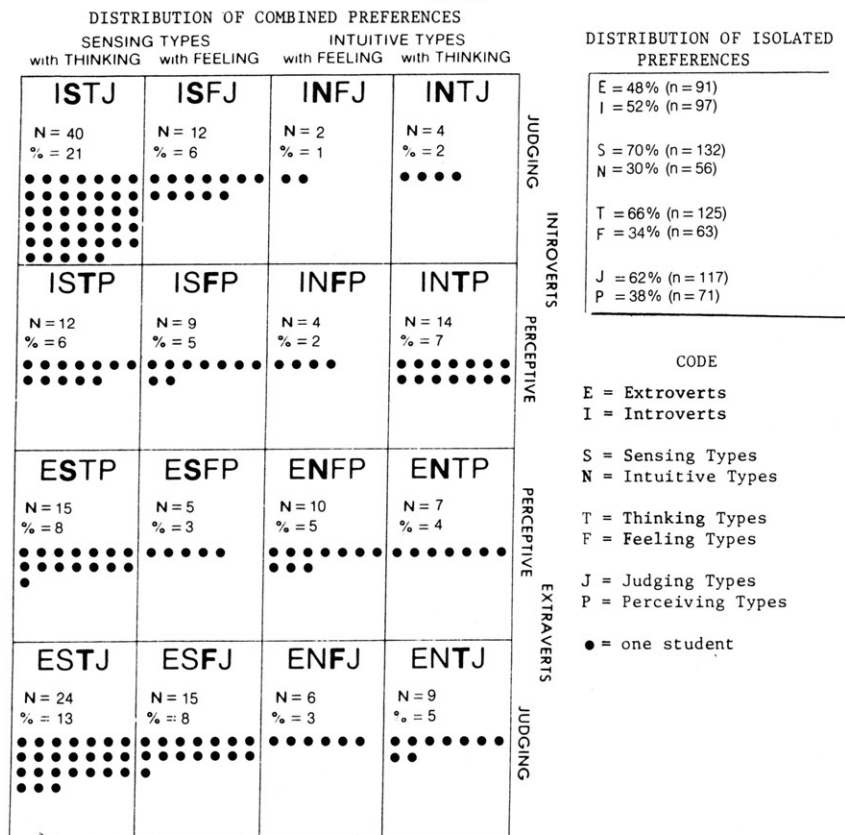 DISTRIBUTION OF COMBINED PREFERENCES
SENSING TYPES INTUITIVE TYPES
with THINKING with FEELING with FEELING with THINKING
ISTJ ISFJ INFJ INTJ
N = 40 N = 12 N = 2 N = 4
% = 21 % = 6 % = 1 % = 2
JUDGING
INTROVERTS
ISTP ISFP INFP INTP
N = 12 N = 9 N = 4 N = 14
% = 6 % = 5 % = 2 % = 7
PERCEPTIVE
ESTP ESFP ENFP ENTP
N = 15 N = 5 N = 10 N = 7
% = 8 % = 3 % = 5 % = 4
PERCEPTIVE
EXTRAVERTS
ESTJ ESFJ ENFJ ENTJ
N = 24 N = 15 N = 6 N = 9
% = 13 % = 8 % = 3 % = 5
JUDGING
DISTRIBUTION OF ISOLATED
PREFERENCES
E = 48% (n = 91)
I = 52% (n = 97)
S = 70% (n = 132)
N = 30% (n = 56)
T = 66% (n = 125)
F = 34% (n = 63)
J = 62% (n = 117)
P = 38% (n = 71)
CODE
E = Extroverts
I = Introverts
S = Sensing Types
N = Intuitive Types
T = Thinking Types
F = Feeling Types
J = Judging Types
P = Perceiving Types
● = one student